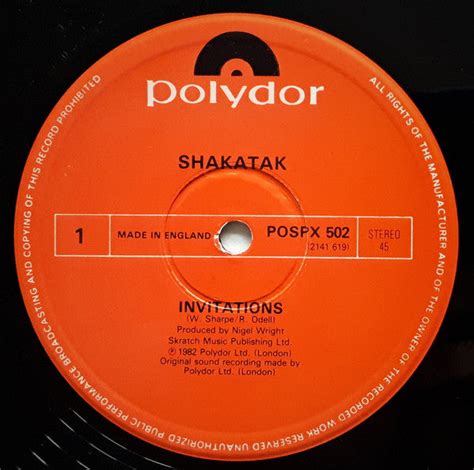 polydor
SHAKATAK
1
MADE IN ENGLAND
POSPX 502
(2141 619)
STEREO
45
INVITATIONS
(W. Sharpe/R. Odell)
Produced by Nigel Wright
Skratch Music Publishing Ltd.
℗ 1982 Polydor Ltd. (London)
Original sound recording made by
Polydor Ltd. (London)
ALL RIGHTS OF THE MANUFACTURER AND OF THE OWNER OF THE RECORDED WORK RESERVED UNAUTHORIZED PUBLIC PERFORMANCE BROADCASTING AND COPYING OF THIS RECORD PROHIBITED